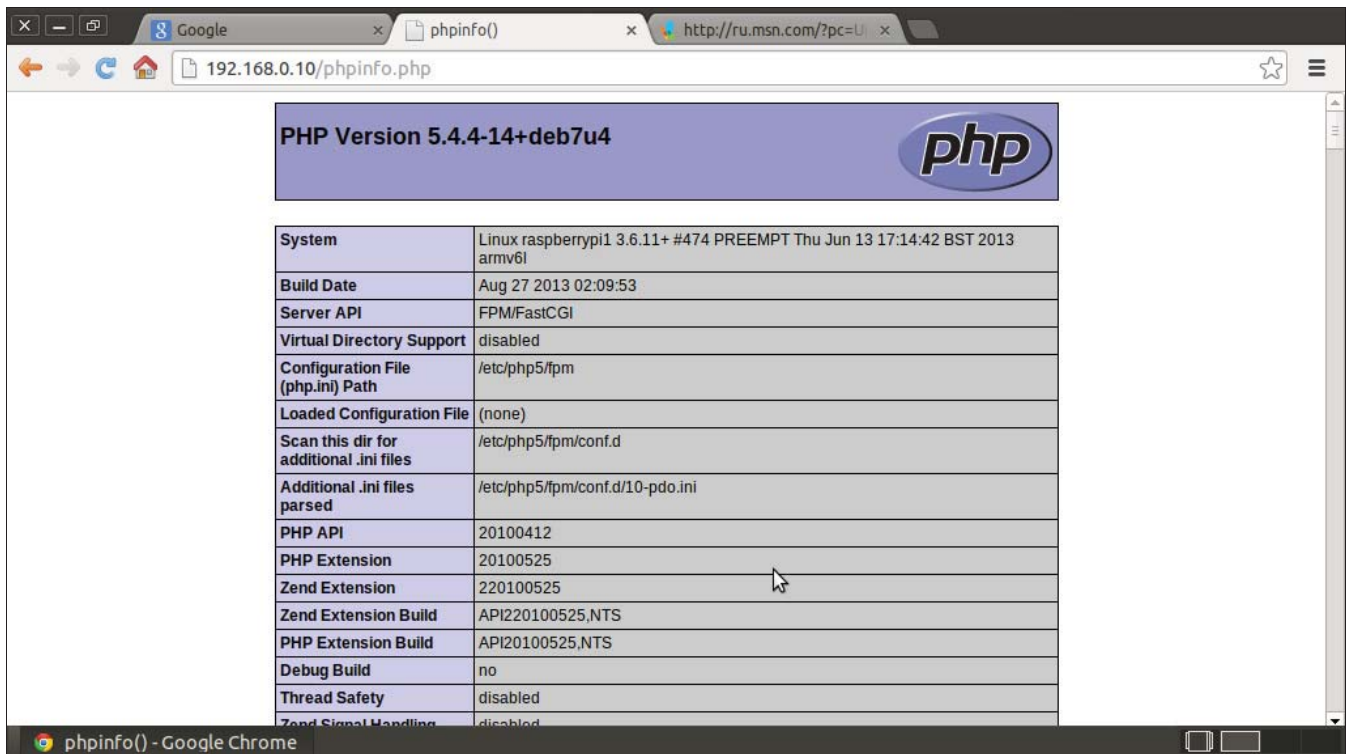 Google
phpinfo()
http://ru.msn.com/?pc=U
192.168.0.10/phpinfo.php
PHP Version 5.4.4-14+deb7u4
php
System
Linux raspberrypi1 3.6.11+ #474 PREEMPT Thu Jun 13 17:14:42 BST 2013
armv6l
Build Date
Aug 27 2013 02:09:53
Server API
FPM/FastCGI
Virtual Directory Support
disabled
Configuration File
(php.ini) Path
/etc/php5/fpm
Loaded Configuration File
(none)
Scan this dir for
additional .ini files
/etc/php5/fpm/conf.d
Additional .ini files
parsed
/etc/php5/fpm/conf.d/10-pdo.ini
PHP API
20100412
PHP Extension
20100525
Zend Extension
220100525
Zend Extension Build
API220100525,NTS
PHP Extension Build
API20100525,NTS
Debug Build
no
Thread Safety
disabled
Zend Signal Handling
disabled
phpinfo() - Google Chrome